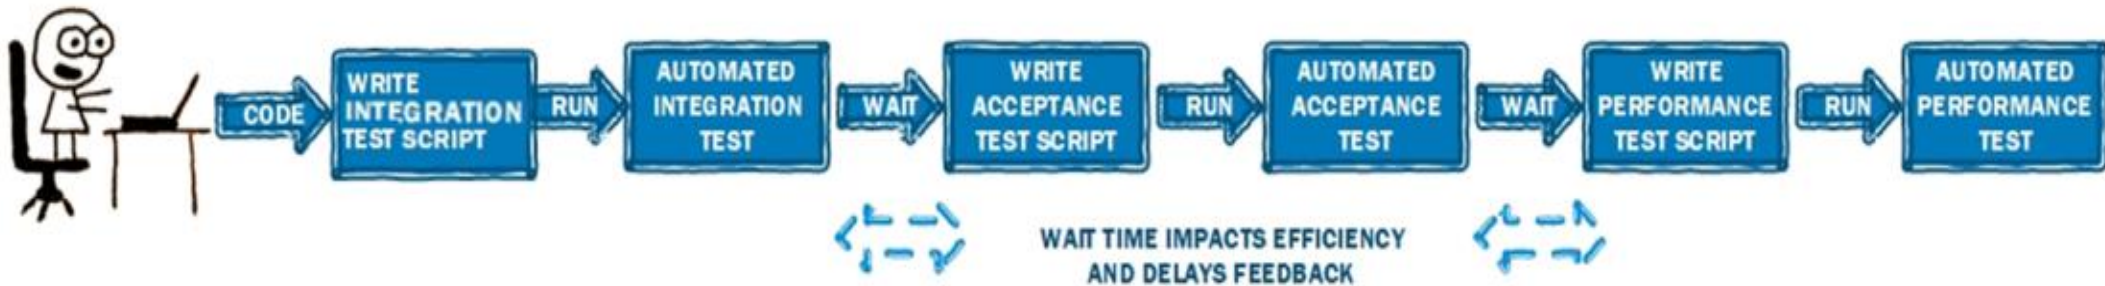 CODE
WRITE
INTEGRATION
TEST SCRIPT
RUN
AUTOMATED
INTEGRATION
TEST
WAIT
WRITE
ACCEPTANCE
TEST SCRIPT
RUN
AUTOMATED
ACCEPTANCE
TEST
WAIT
WRITE
PERFORMANCE
TEST SCRIPT
RUN
AUTOMATED
PERFORMANCE
TEST
WAIT TIME IMPACTS EFFICIENCY
AND DELAYS FEEDBACK